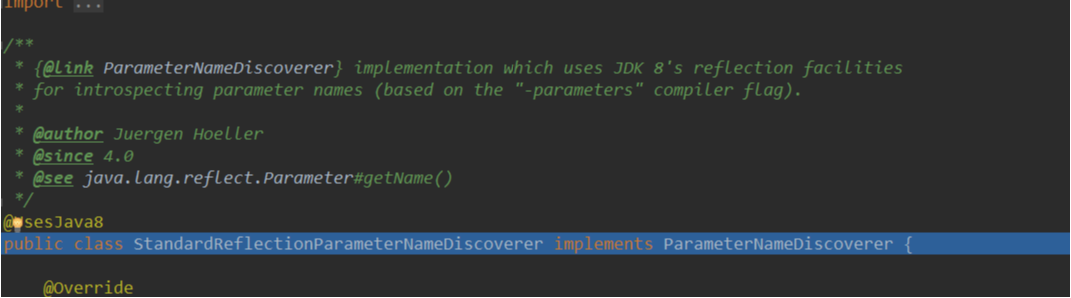 import ...
/**
* {@link ParameterNameDiscoverer} implementation which uses JDK 8's reflection facilities
* for introspecting parameter names (based on the "-parameters" compiler flag).
*
* @author Juergen Hoeller
* @since 4.0
* @see java.lang.reflect.Parameter#getName()
*/
@UsesJava8
public class StandardReflectionParameterNameDiscoverer implements ParameterNameDiscoverer {
@Override